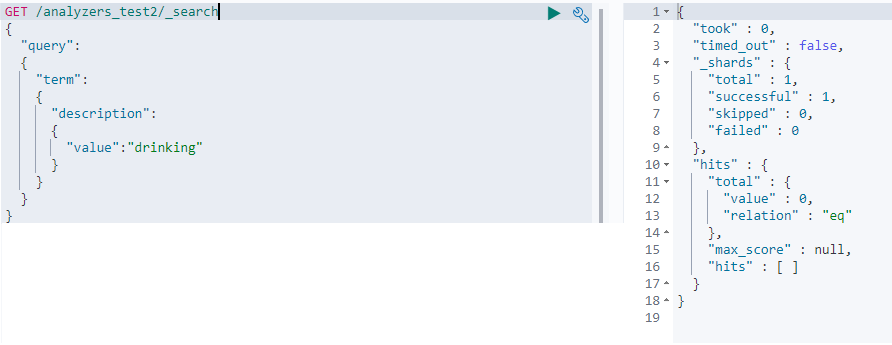 GET /analyzers_test2/_search
{
"query":
{
"term":
{
"description":
{
"value":"drinking"
}
}
}
}
1 {
2 "took" : 0,
3 "timed_out" : false,
4 "_shards" : {
5 "total" : 1,
6 "successful" : 1,
7 "skipped" : 0,
8 "failed" : 0
9 },
10 "hits" : {
11 "total" : {
12 "value" : 0,
13 "relation" : "eq"
14 },
15 "max_score" : null,
16 "hits" : [ ]
17 }
18 }
19